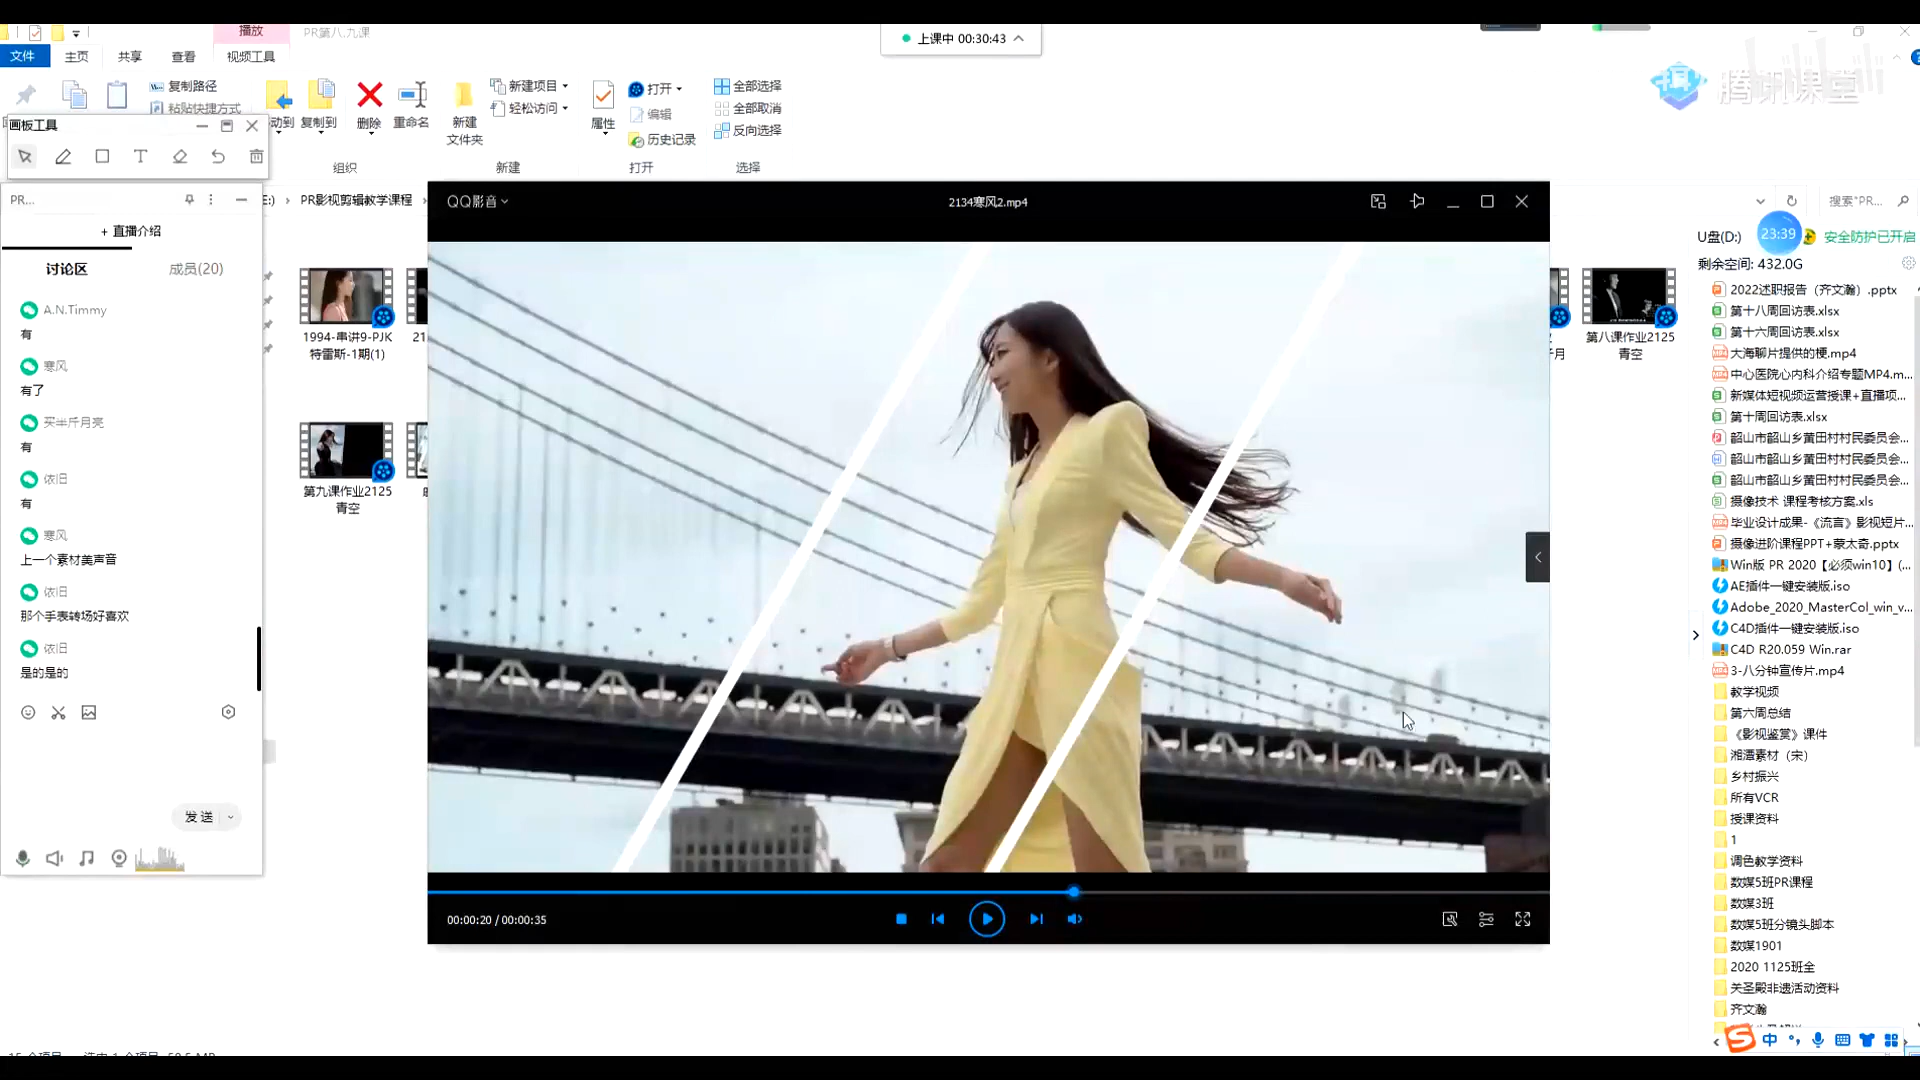 播放
PR第八.九课
上课中 00:30:43
文件
主页
共享
查看
视频工具
腾讯课堂
复制路径
粘贴快捷方式
复制到
删除
重命名
新建
文件夹
新建项目
轻松访问
属性
打开
编辑
历史记录
全部选择
全部取消
反向选择
组织
新建
打开
选择
画板工具
PR...
+ 直播介绍
讨论区
成员(20)
A.N.Timmy
有
寒风
有了
买半斤月亮
有
依旧
有
寒风
上一个素材美声音
依旧
那个手表转场好喜欢
依旧
是的是的
发送
E:)
PR影视剪辑教学课程
1994-串讲9-PJK
特雷斯-1期(1)
第九课作业2125
青空
QQ影音
2134寒风2.mp4
00:00:20 / 00:00:35
第八课作业2125
青空
搜索"PR...
U盘(D:)
23:39
安全防护已开启
剩余空间: 432.0G
2022述职报告（齐文瀚）.pptx
第十八周回访表.xlsx
第十六周回访表.xlsx
大海聊片提供的梗.mp4
中心医院心内科介绍专题MP4.m...
新媒体短视频运营授课+直播项...
第十周回访表.xlsx
韶山市韶山乡黄田村村民委员会...
韶山市韶山乡黄田村村民委员会...
韶山市韶山乡黄田村村民委员会...
摄像技术 课程考核方案.xls
毕业设计成果-《流言》影视短片...
摄像进阶课程PPT+蒙太奇.pptx
Win版 PR 2020【必须win10】(...
AE插件一键安装版.iso
Adobe_2020_MasterCol_win_v...
C4D插件一键安装版.iso
C4D R20.059 Win.rar
3-八分钟宣传片.mp4
教学视频
第六周总结
《影视鉴赏》课件
湘潭素材（宋）
乡村振兴
所有VCR
授课资料
1
调色教学资料
数媒5班PR课程
数媒3班
数媒5班分镜头脚本
数媒1901
2020 1125班全
关圣殿非遗活动资料
齐文瀚
中